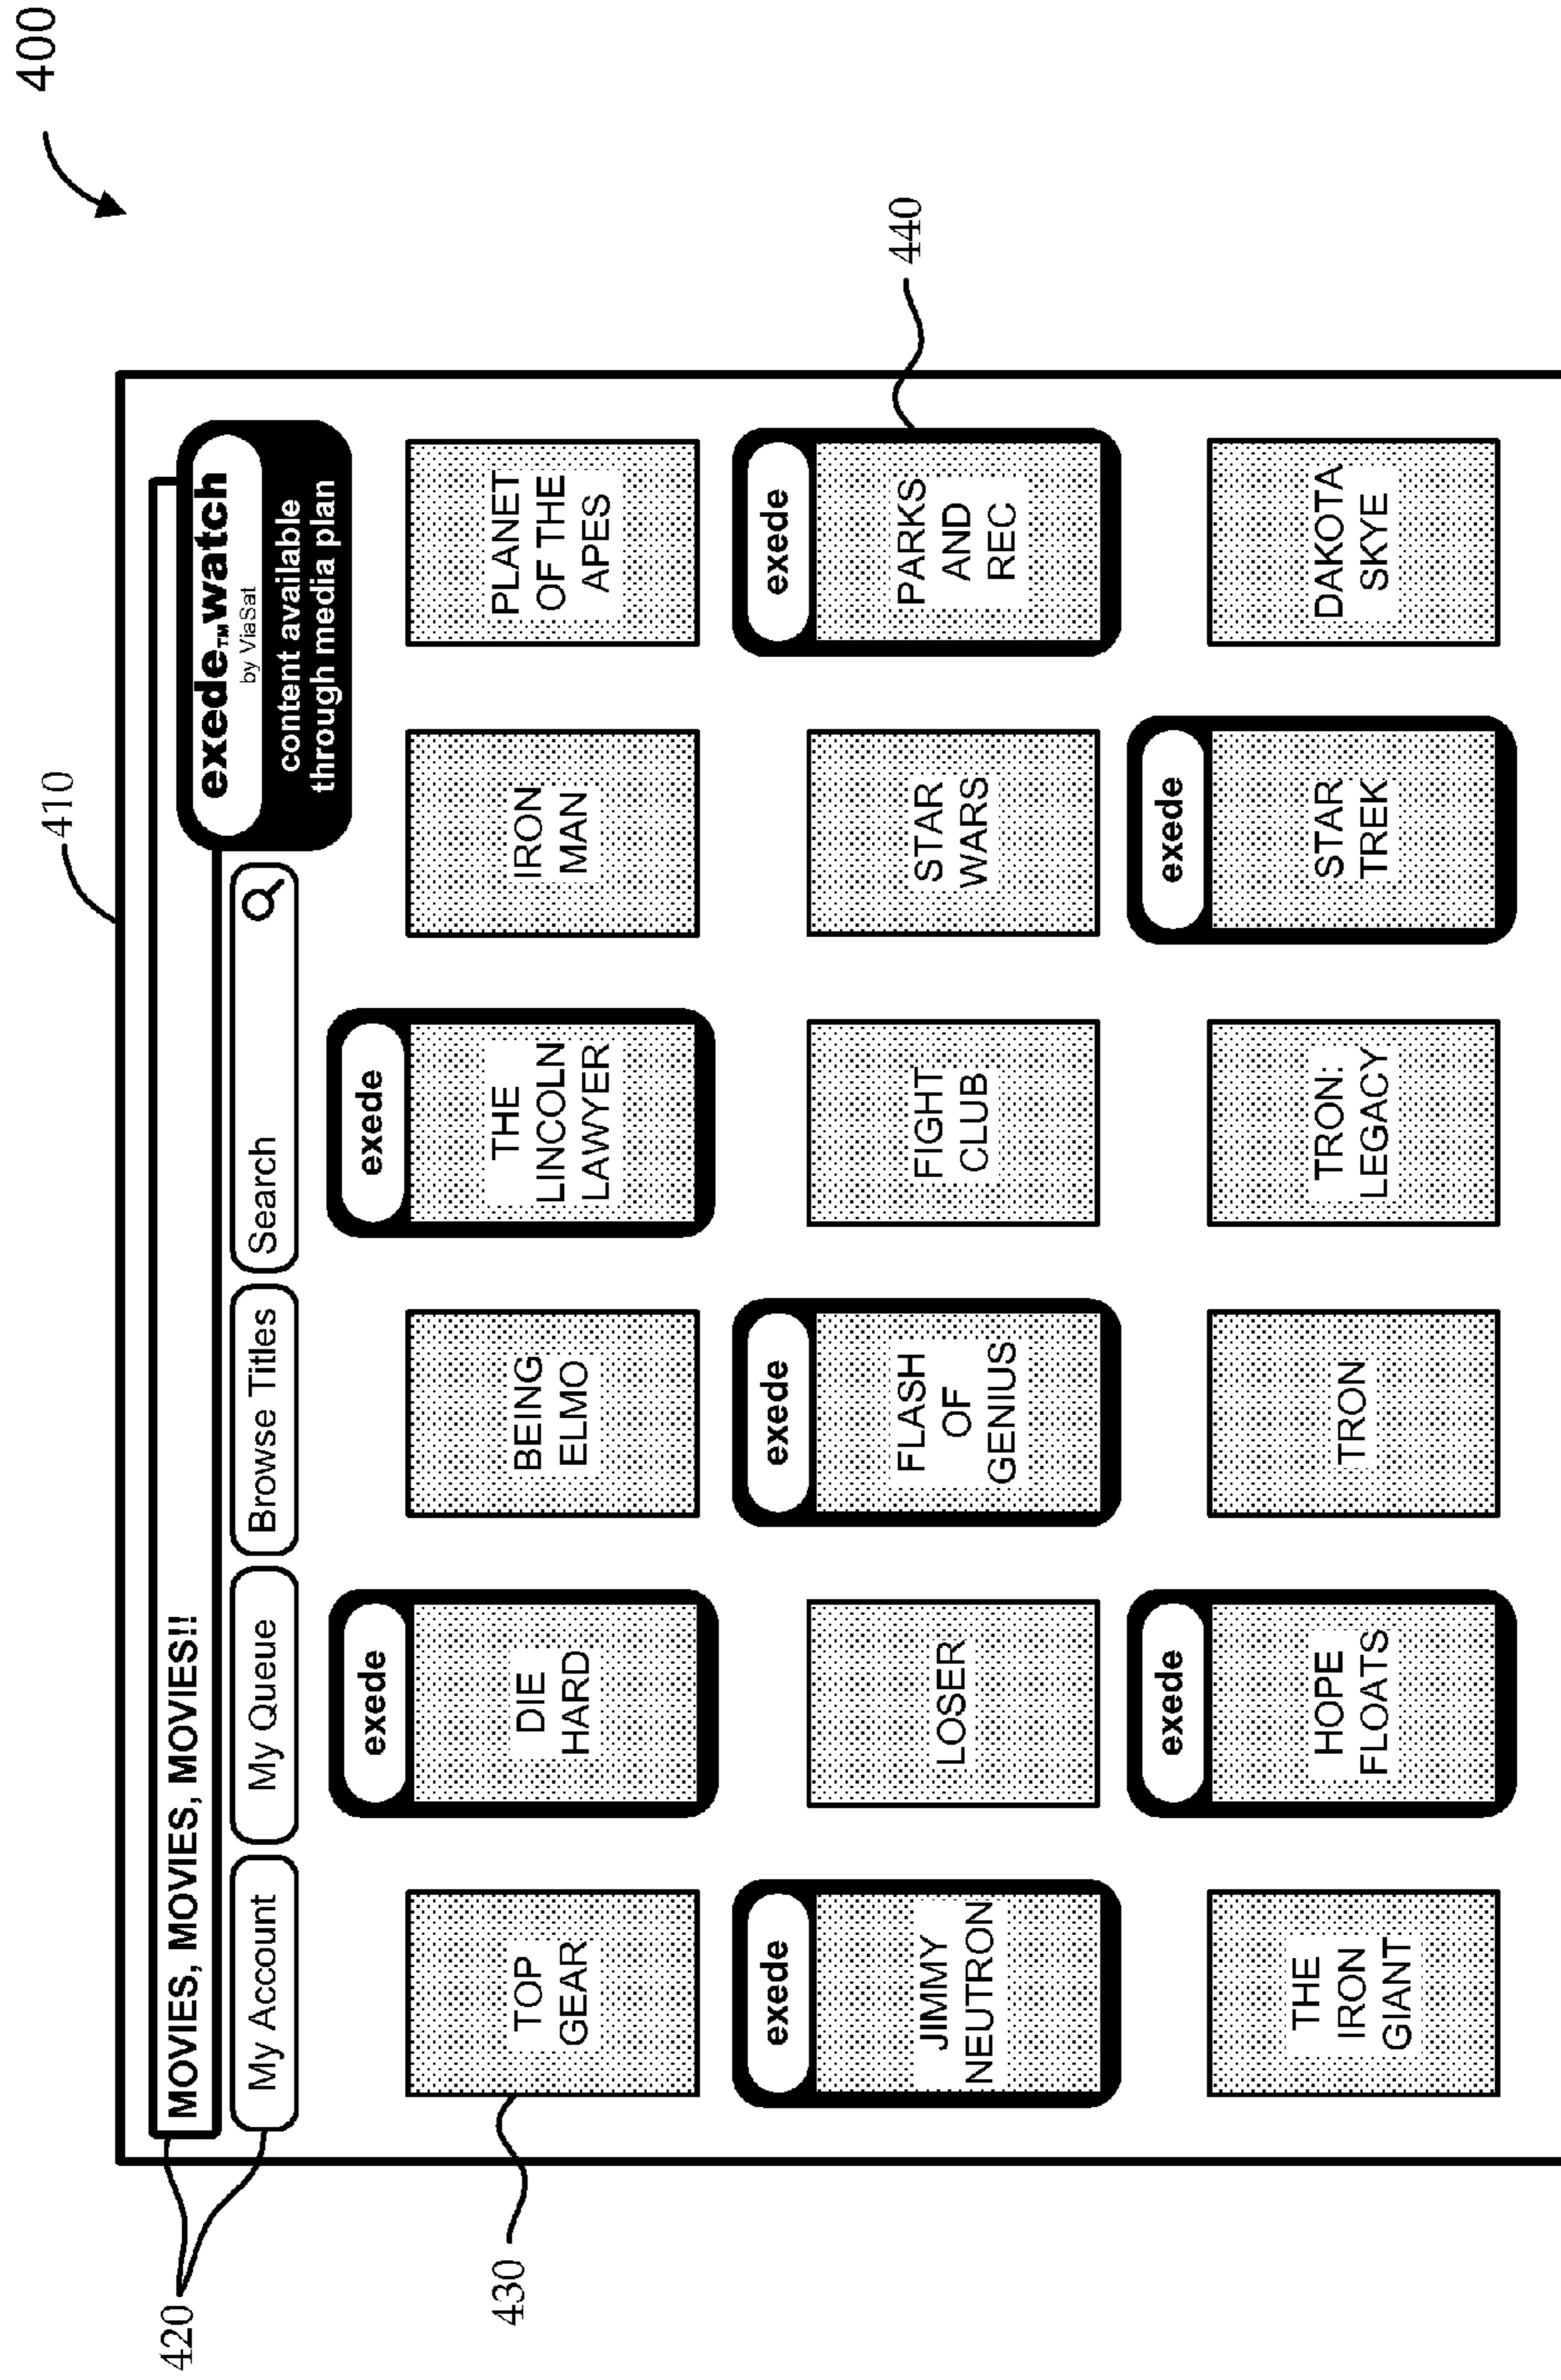 400
410
420
MOVIES, MOVIES, MOVIES!!
exede™watch
by ViaSat
content available
through media plan
My Account
My Queue
Browse Titles
Search
430
TOP
GEAR
exede
DIE
HARD
BEING
ELMO
exede
THE
LINCOLN
LAWYER
IRON
MAN
PLANET
OF THE
APES
exede
JIMMY
NEUTRON
LOSER
exede
FLASH
OF
GENIUS
FIGHT
CLUB
STAR
WARS
exede
PARKS
AND
REC
440
THE
IRON
GIANT
exede
HOPE
FLOATS
TRON
TRON:
LEGACY
exede
STAR
TREK
DAKOTA
SKYE